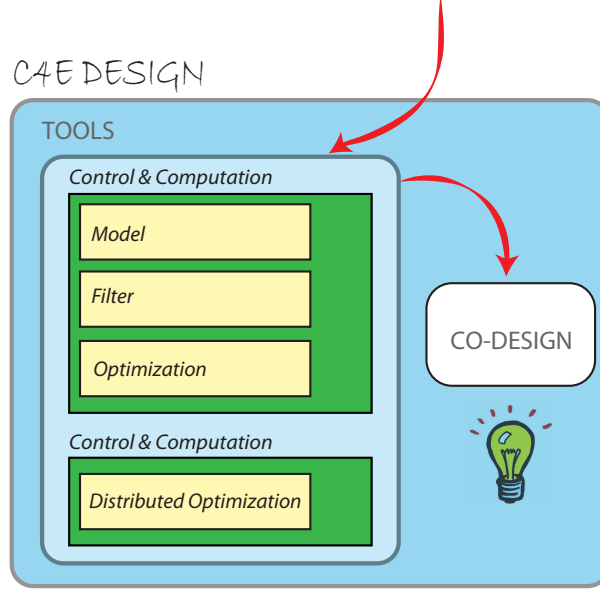 C4E DESIGN
TOOLS
Control & Computation
Model
Filter
Optimization
CO-DESIGN
Control & Computation
Distributed Optimization